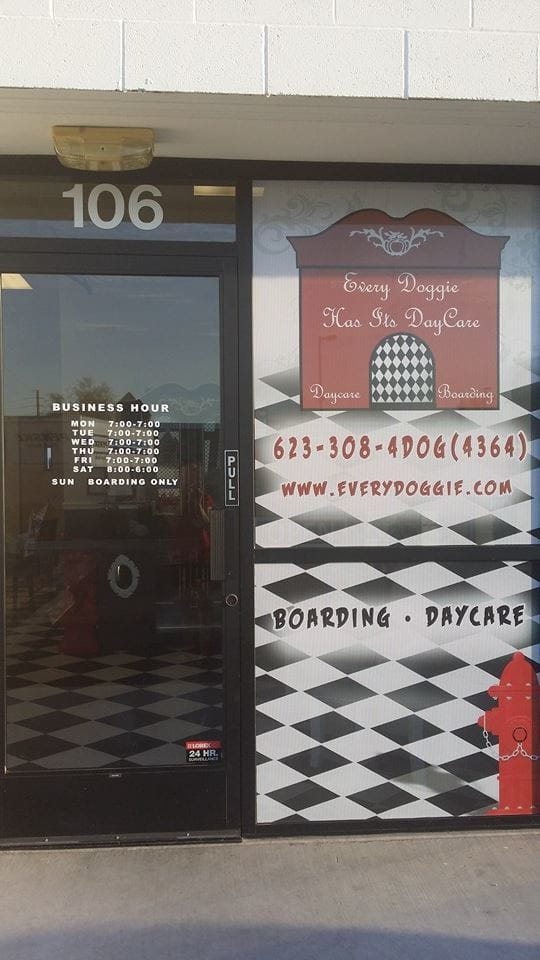 106
BUSINESS HOUR
MON 7:00-7:00
TUE 7:00-7:00
WED 7:00-7:00
THU 7:00-7:00
FRI 7:00-7:00
SAT 8:00-6:00
SUN BOARDING ONLY
PULL
LOREX
24 HR.
SURVEILLANCE
Every Doggie
Has Its DayCare
Daycare Boarding
623-308-4DOG(4364)
WWW.EVERYDOGGIE.COM
BOARDING • DAYCARE